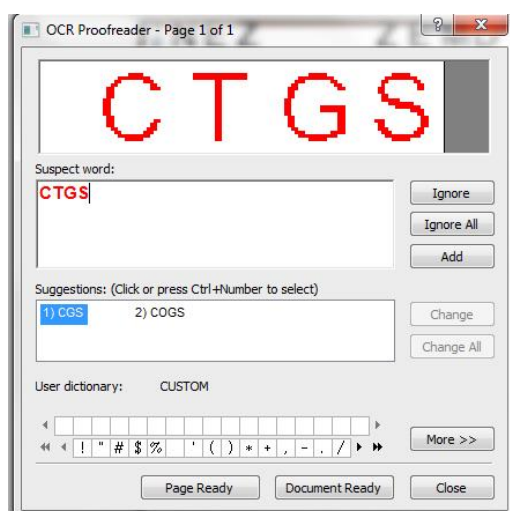 OCR Proofreader - Page 1 of 1
CTGS
Suspect word:
CTGS
Ignore
Ignore All
Add
Suggestions: (Click or press Ctrl+Number to select)
1) CGS 2) COGS
Change
Change All
User dictionary: CUSTOM
! " # $ % ' ( ) * + , - . /
More >>
Page Ready Document Ready Close